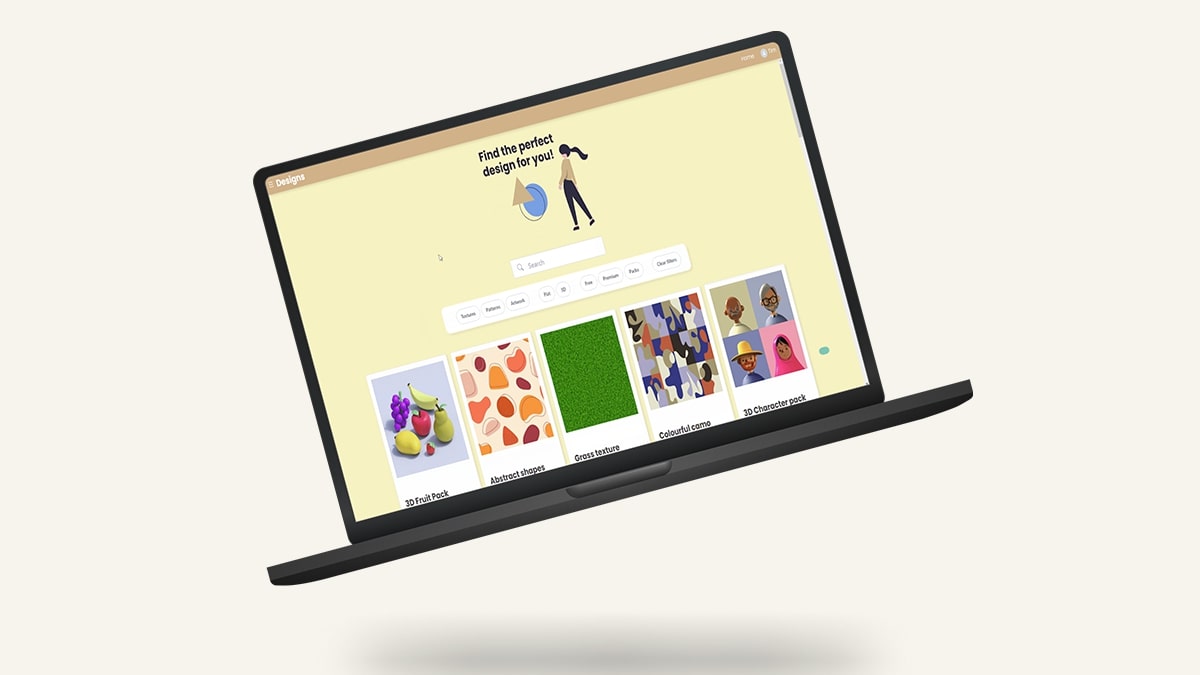 Home Tim
Designs
Find the perfect
design for you!
Search
Textures Patterns Artwork Flat 3D Free Premium Packs Clear filters
3D Fruit Pack
Abstract shapes
Grass texture
Colourful camo
3D Character pack